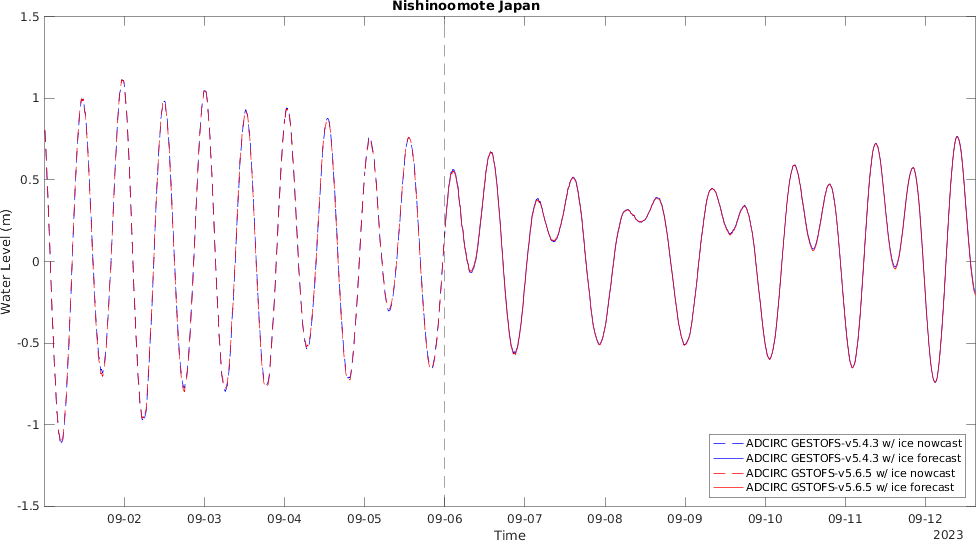 Nishinoomote Japan
1.5
1
0.5
0
-0.5
-1
-1.5
Water Level (m)
09-02 09-03 09-04 09-05 09-06 09-07 09-08 09-09 09-10 09-11 09-12
2023
Time
ADCIRC GESTOFS-v5.4.3 w/ ice nowcast
ADCIRC GESTOFS-v5.4.3 w/ ice forecast
ADCIRC GSTOFS-v5.6.5 w/ ice nowcast
ADCIRC GSTOFS-v5.6.5 w/ ice forecast